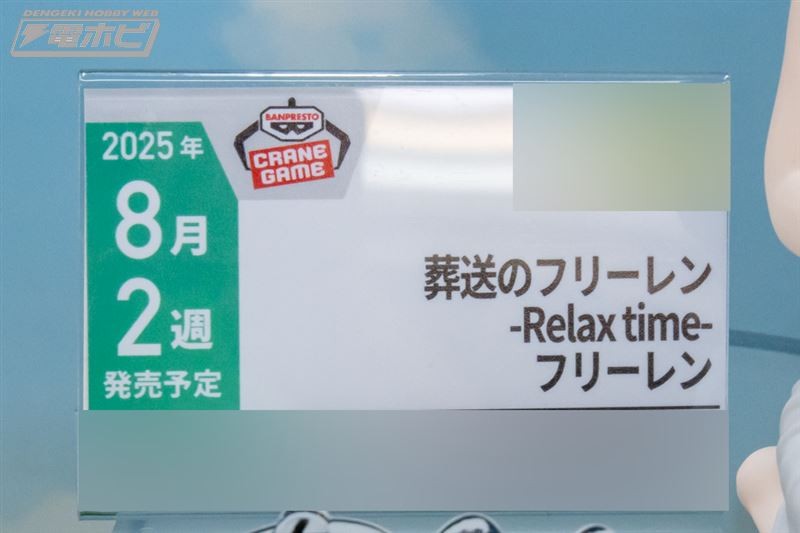 DENGEKI HOBBY WEB
電ホビ
BANPRESTO
CRANE
GAME
2025年
8月
2週
発売予定
葬送のフリーレン
-Relax time-
フリーレン